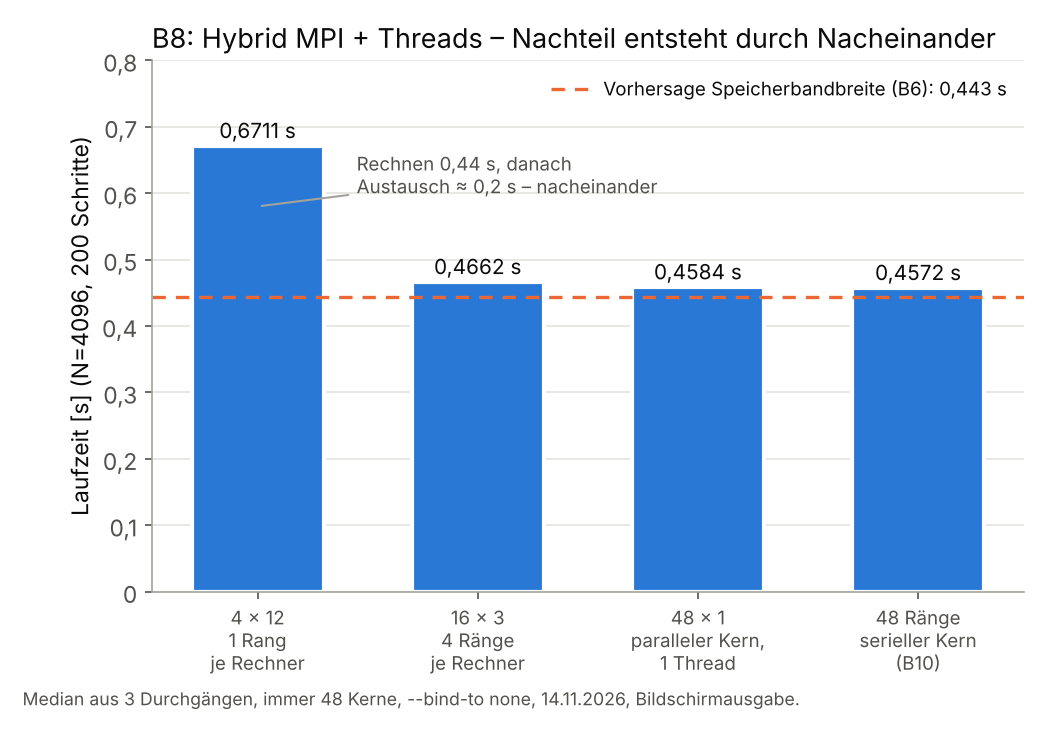 B8: Hybrid MPI + Threads – Nachteil entsteht durch Nacheinander
Vorhersage Speicherbandbreite (B6): 0,443 s
Laufzeit [s] (N=4096, 200 Schritte)
0,8
0,7
0,6
0,5
0,4
0,3
0,2
0,1
0
0,6711 s
Rechnen 0,44 s, danach
Austausch ≈ 0,2 s – nacheinander
0,4662 s
0,4584 s
0,4572 s
4 × 12
1 Rang
je Rechner
16 × 3
4 Ränge
je Rechner
48 × 1
paralleler Kern,
1 Thread
48 Ränge
serieller Kern
(B10)
Median aus 3 Durchgängen, immer 48 Kerne, --bind-to none, 14.11.2026, Bildschirmausgabe.